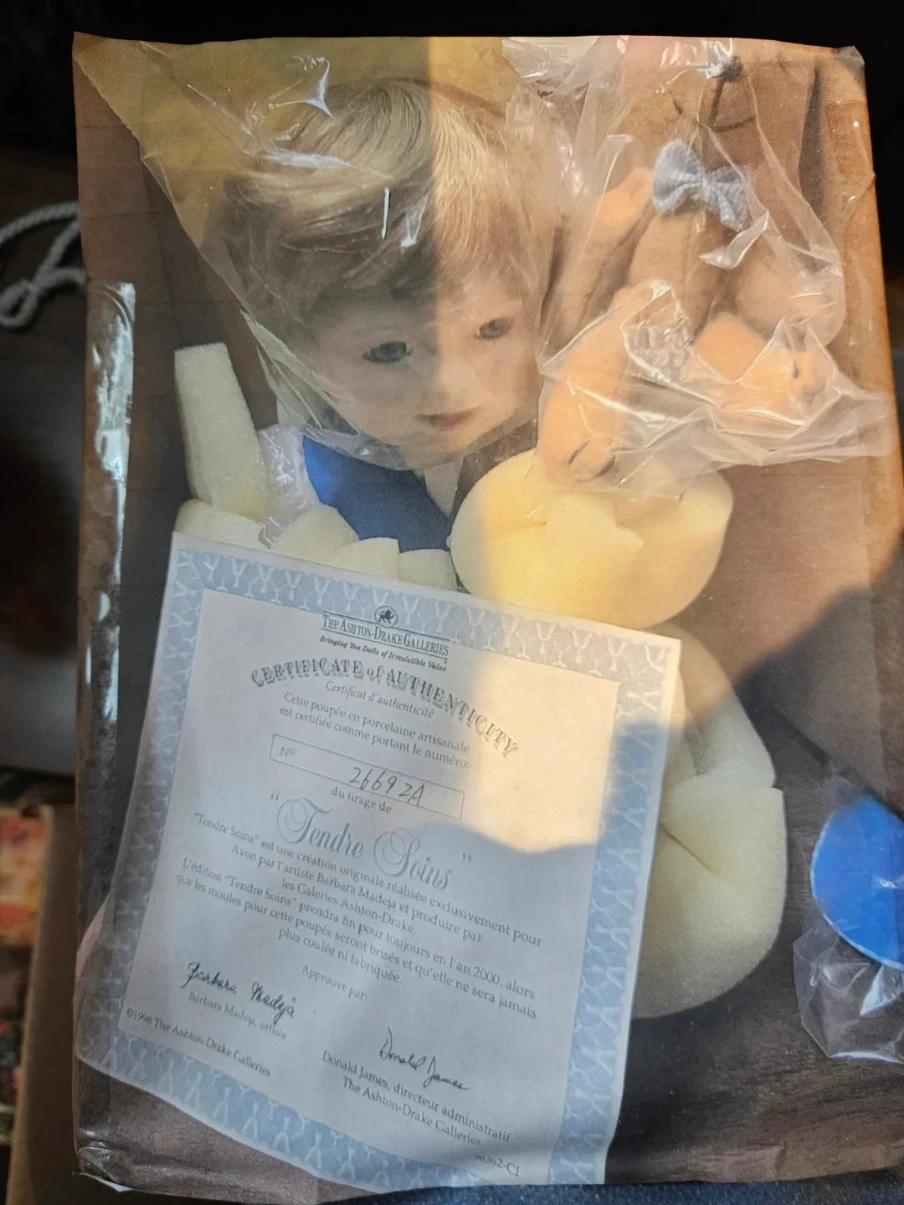 THE ASHTON-DRAKE GALLERIES
Bringing You Dolls of Irresistible Value
CERTIFICATE of AUTHENTICITY
Certificat d'authenticité
Cette poupée en porcelaine artisanale
est certifiée comme portant le numéro:
No: 26692A
du tirage de
"Tendre Soins"
"Tendre Soins" est une création originale réalisée exclusivement pour
Avon par l'artiste Barbara Madeja et produite par
les Galeries Ashton-Drake.
L'édition "Tendre Soins" prendra fin pour toujours en l'an 2000, alors
que les moules pour cette poupée seront brisés et qu'elle ne sera jamais
plus coulée ni fabriquée.
Approuvé par:
Barbara Madeja
Barbara Madeja, artiste
©1998 The Ashton-Drake Galleries
Donald James
Donald James, directeur administratif
The Ashton-Drake Galleries
96362-CI